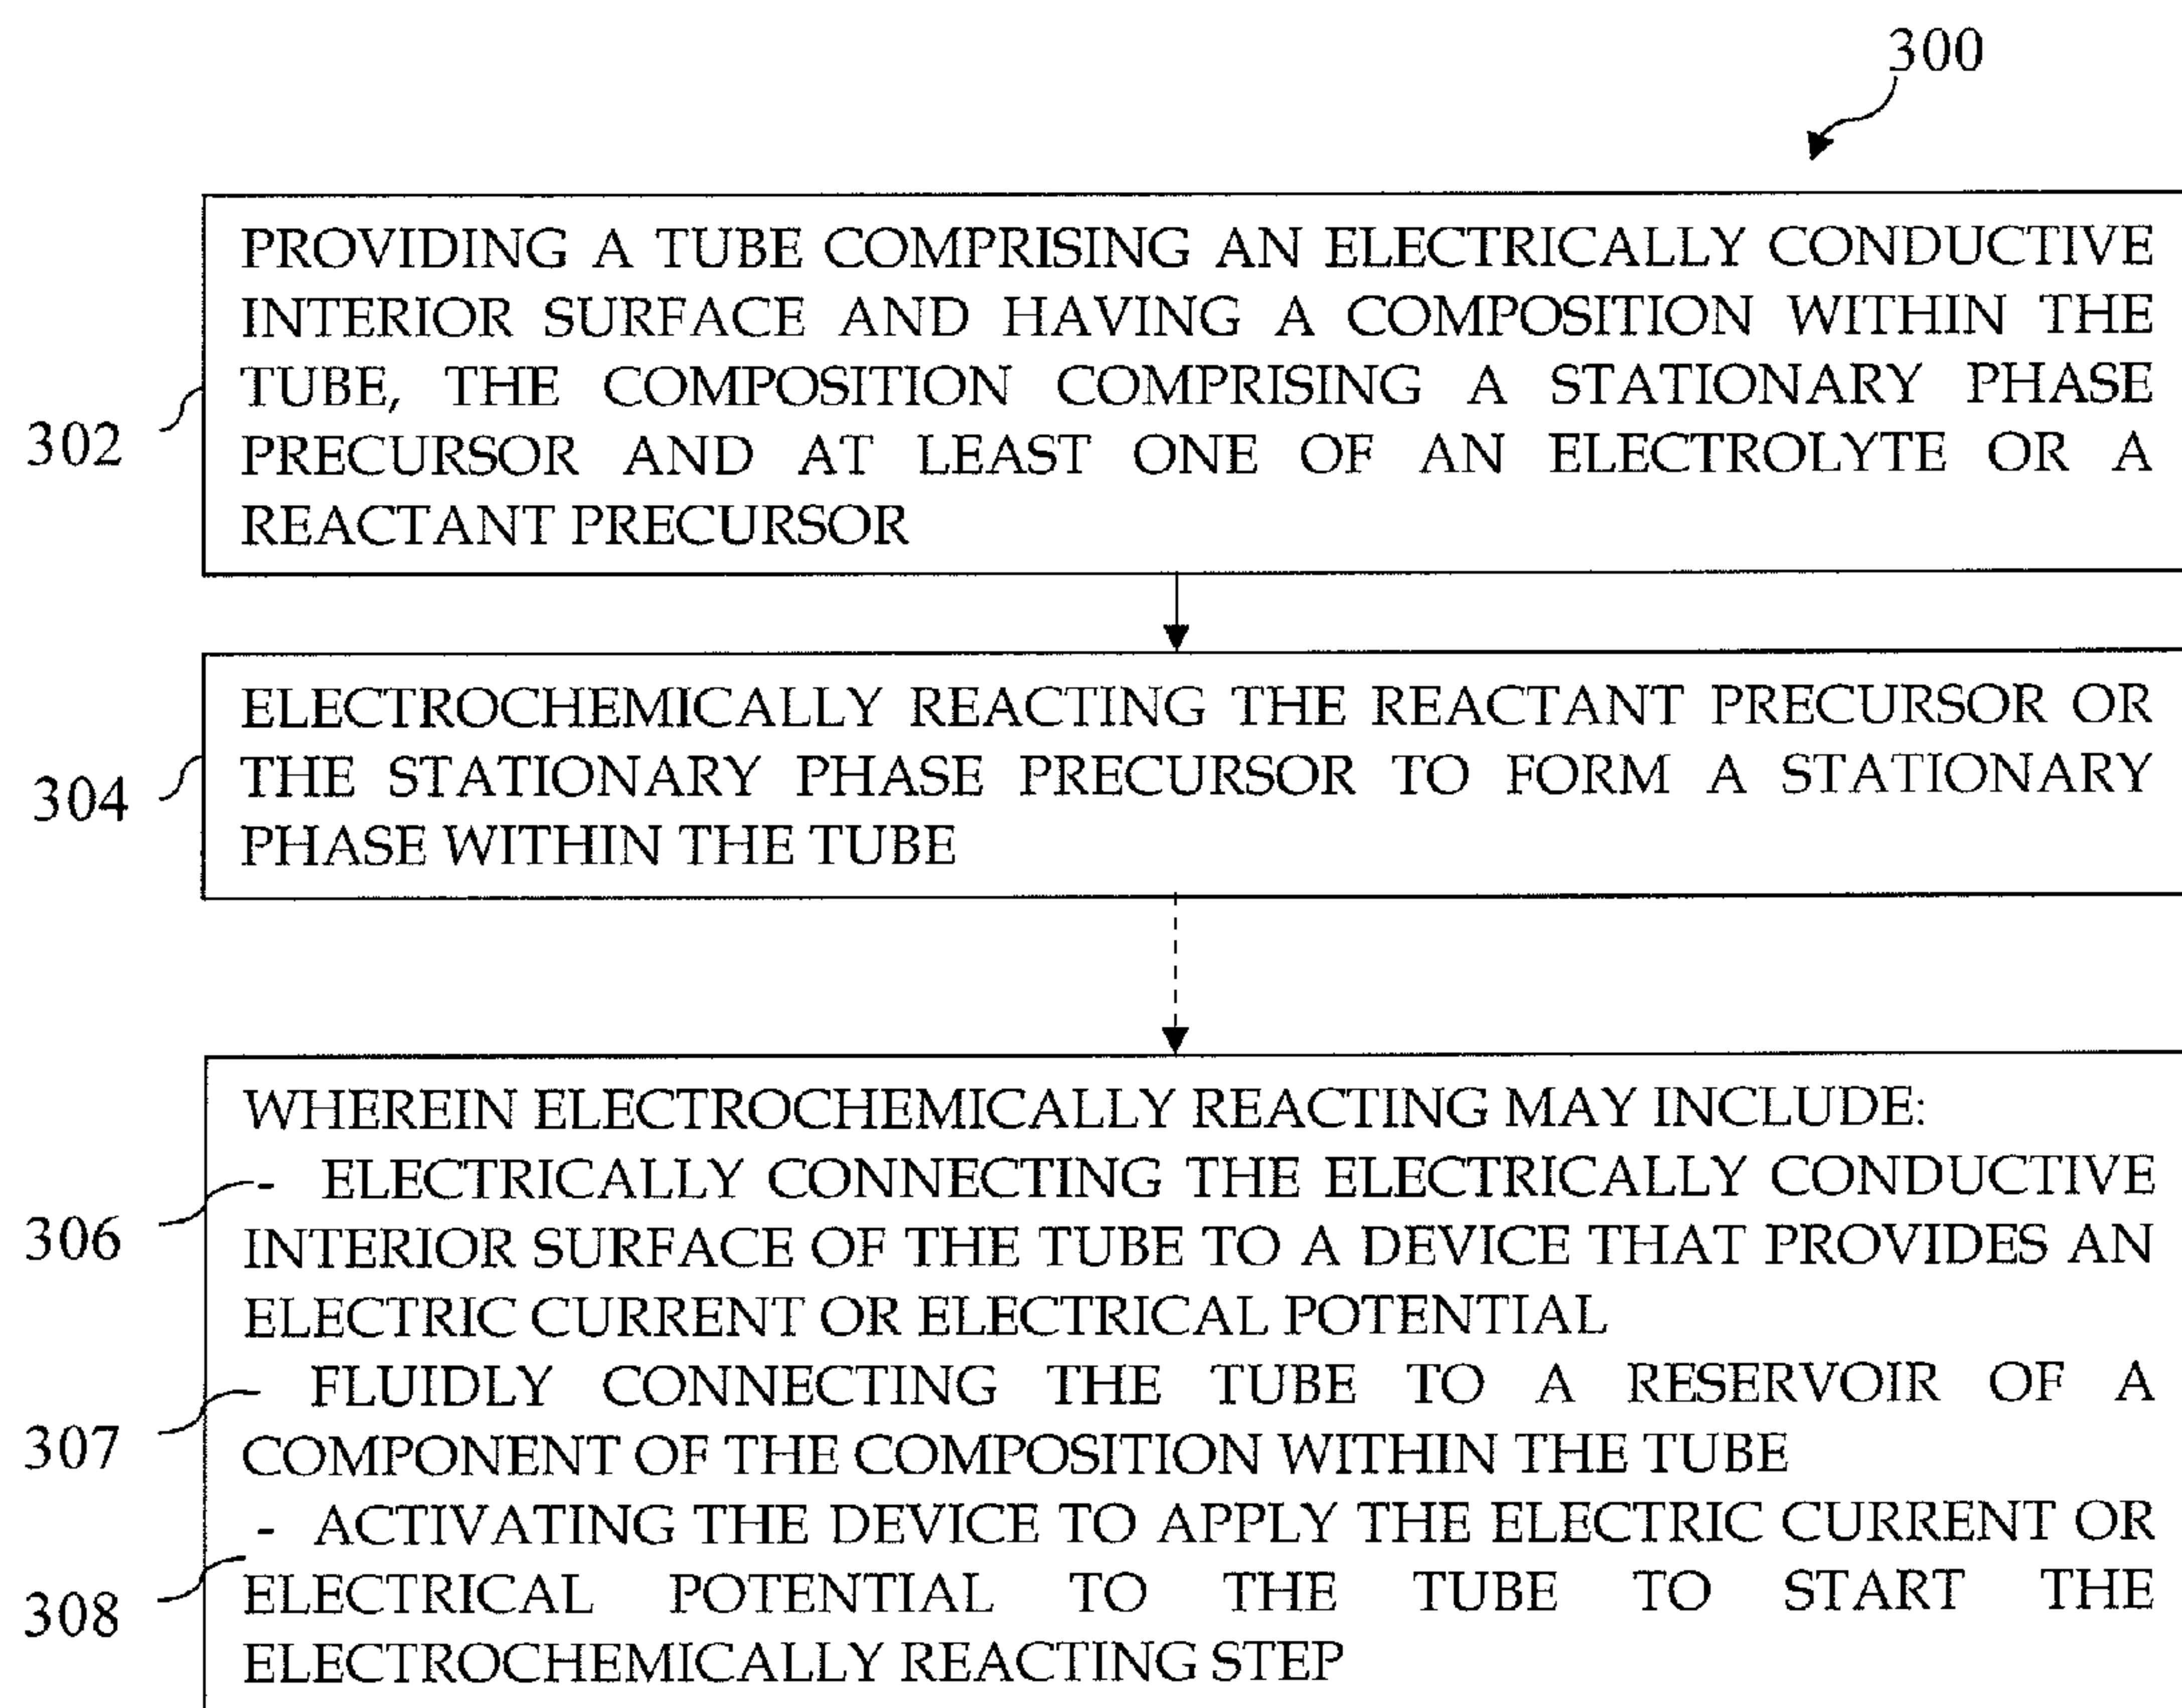 300
PROVIDING A TUBE COMPRISING AN ELECTRICALLY CONDUCTIVE
INTERIOR SURFACE AND HAVING A COMPOSITION WITHIN THE
TUBE, THE COMPOSITION COMPRISING A STATIONARY PHASE
PRECURSOR AND AT LEAST ONE OF AN ELECTROLYTE OR A
REACTANT PRECURSOR
302
ELECTROCHEMICALLY REACTING THE REACTANT PRECURSOR OR
THE STATIONARY PHASE PRECURSOR TO FORM A STATIONARY
PHASE WITHIN THE TUBE
304
WHEREIN ELECTROCHEMICALLY REACTING MAY INCLUDE:
- ELECTRICALLY CONNECTING THE ELECTRICALLY CONDUCTIVE
INTERIOR SURFACE OF THE TUBE TO A DEVICE THAT PROVIDES AN
ELECTRIC CURRENT OR ELECTRICAL POTENTIAL
306
- FLUIDLY CONNECTING THE TUBE TO A RESERVOIR OF A
COMPONENT OF THE COMPOSITION WITHIN THE TUBE
307
- ACTIVATING THE DEVICE TO APPLY THE ELECTRIC CURRENT OR
ELECTRICAL POTENTIAL TO THE TUBE TO START THE
ELECTROCHEMICALLY REACTING STEP
308